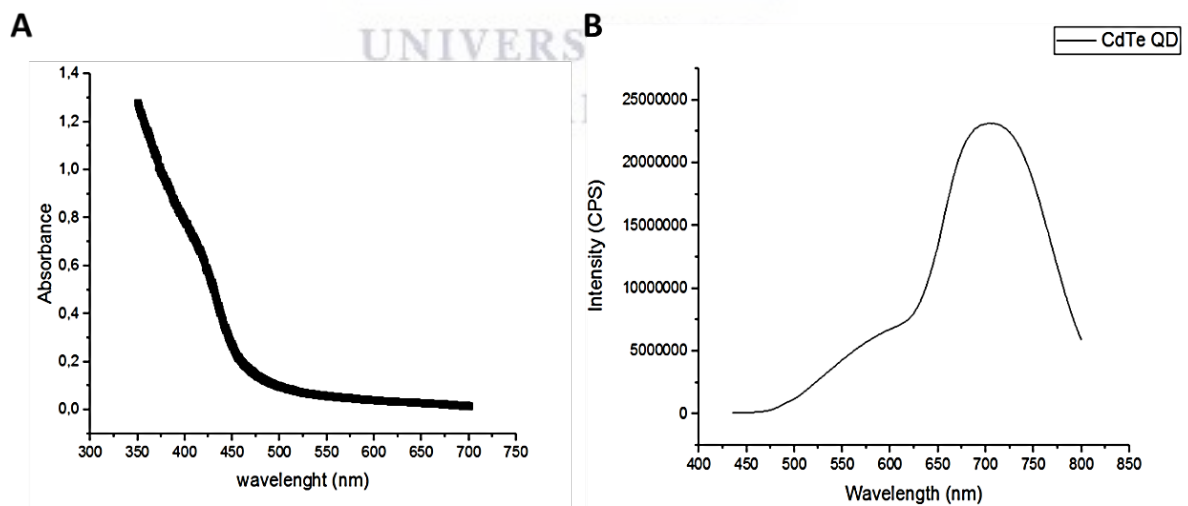 A
B
UNIVERS
CdTe QD
1,4
1,2
1,0
0,8
0,6
0,4
0,2
0,0
Absorbance
300 350 400 450 500 550 600 650 700 750
wavelenght (nm)
25000000
20000000
15000000
10000000
5000000
0
Intensity (CPS)
400 450 500 550 600 650 700 750 800 850
Wavelength (nm)